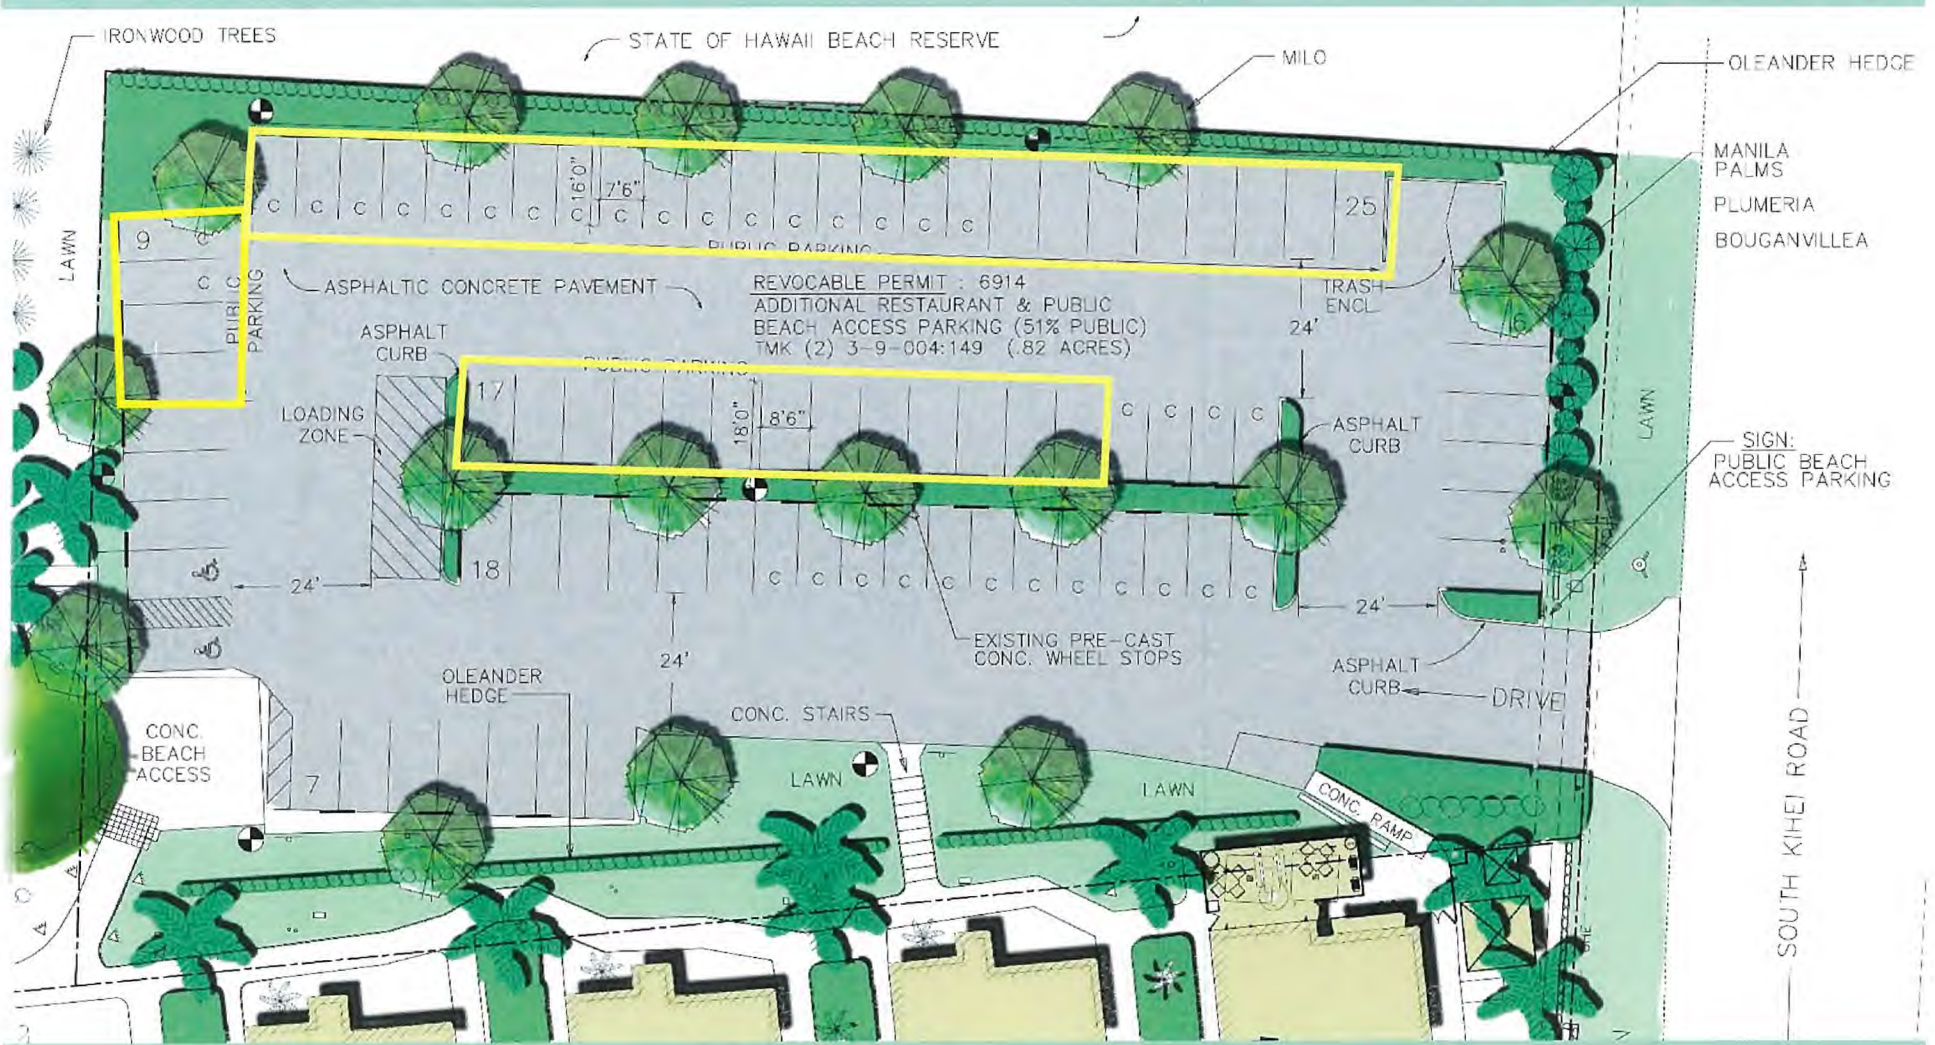 IRONWOOD TREES
STATE OF HAWAII BEACH RESERVE
MILO
OLEANDER HEDGE
MANILA
PALMS
PLUMERIA
BOUGANVILLEA
LAWN
9
C
C
PUBLIC
PARKING
16'0"
7'6"
C C C C C C C C C C C C C C C C C
25
PUBLIC PARKING
ASPHALTIC CONCRETE PAVEMENT
REVOCABLE PERMIT : 6914
ADDITIONAL RESTAURANT & PUBLIC
BEACH ACCESS PARKING (51% PUBLIC)
TMK (2) 3-9-004:149 (.82 ACRES)
TRASH
ENCL.
24'
ASPHALT
CURB
PUBLIC PARKING
17
18'0"
8'6"
C C C C
ASPHALT
CURB
LAWN
LOADING
ZONE
SIGN:
PUBLIC BEACH
ACCESS PARKING
24'
18
C C C C C C C C C C C C
24'
EXISTING PRE-CAST
CONC. WHEEL STOPS
24'
ASPHALT
CURB
DRIVE
OLEANDER
HEDGE
CONC. STAIRS
CONC.
BEACH
ACCESS
7
LAWN
LAWN
CONC. RAMP
SOUTH KIHEI ROAD